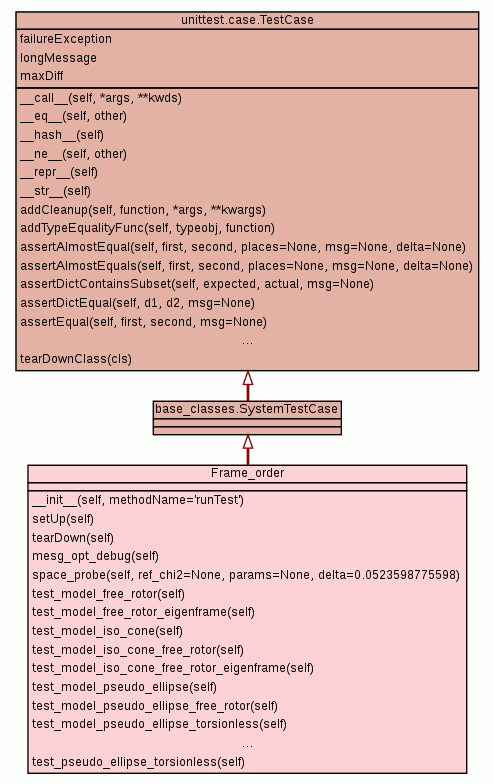 unittest.case.TestCase
failureException
longMessage
maxDiff
__call__(self, *args, **kwds)
__eq__(self, other)
__hash__(self)
__ne__(self, other)
__repr__(self)
__str__(self)
addCleanup(self, function, *args, **kwargs)
addTypeEqualityFunc(self, typeobj, function)
assertAlmostEqual(self, first, second, places=None, msg=None, delta=None)
assertAlmostEquals(self, first, second, places=None, msg=None, delta=None)
assertDictContainsSubset(self, expected, actual, msg=None)
assertDictEqual(self, d1, d2, msg=None)
assertEqual(self, first, second, msg=None)
...
tearDownClass(cls)
base_classes.SystemTestCase
Frame_order
__init__(self, methodName='runTest')
setUp(self)
tearDown(self)
mesg_opt_debug(self)
space_probe(self, ref_chi2=None, params=None, delta=0.0523598775598)
test_model_free_rotor(self)
test_model_free_rotor_eigenframe(self)
test_model_iso_cone(self)
test_model_iso_cone_free_rotor(self)
test_model_iso_cone_free_rotor_eigenframe(self)
test_model_pseudo_ellipse(self)
test_model_pseudo_ellipse_free_rotor(self)
test_model_pseudo_ellipse_torsionless(self)
...
test_pseudo_ellipse_torsionless(self)